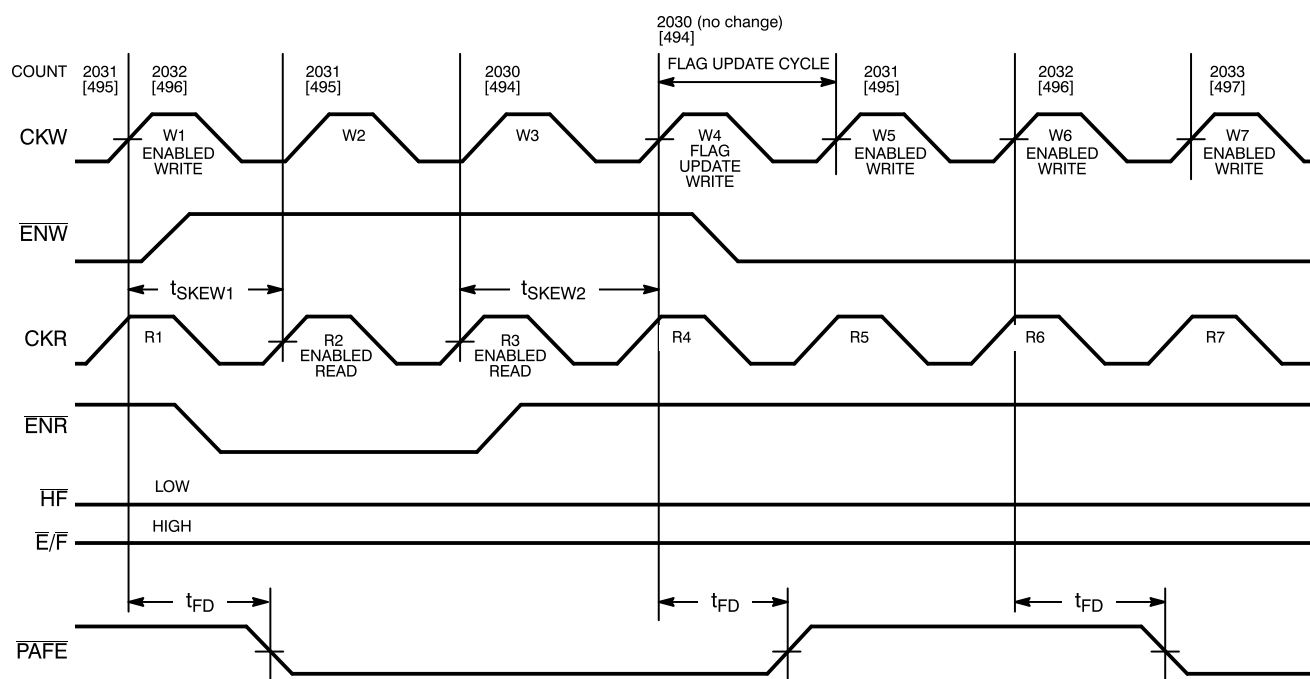 2030 (no change)
[494]
COUNT
2031
[495]
2032
[496]
2031
[495]
2030
[494]
FLAG UPDATE CYCLE
2031
[495]
2032
[496]
2033
[497]
CKW
W1
ENABLED
WRITE
W2
W3
W4
FLAG
UPDATE
WRITE
W5
ENABLED
WRITE
W6
ENABLED
WRITE
W7
ENABLED
WRITE
ENW
tSKEW1
tSKEW2
CKR
R1
R2
ENABLED
READ
R3
ENABLED
READ
R4
R5
R6
R7
ENR
HF
LOW
E/F
HIGH
tFD
tFD
tFD
PAFE